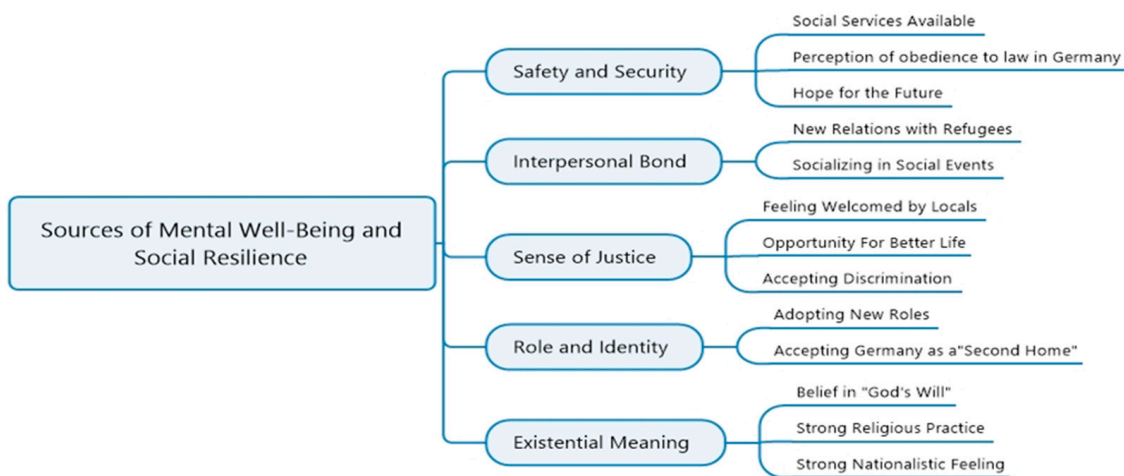 Sources of Mental Well-Being and
Social Resilience
Safety and Security
Social Services Available
Perception of obedience to law in Germany
Hope for the Future
Interpersonal Bond
New Relations with Refugees
Socializing in Social Events
Sense of Justice
Feeling Welcomed by Locals
Opportunity For Better Life
Accepting Discrimination
Role and Identity
Adopting New Roles
Accepting Germany as a"Second Home"
Existential Meaning
Belief in "God's Will"
Strong Religious Practice
Strong Nationalistic Feeling